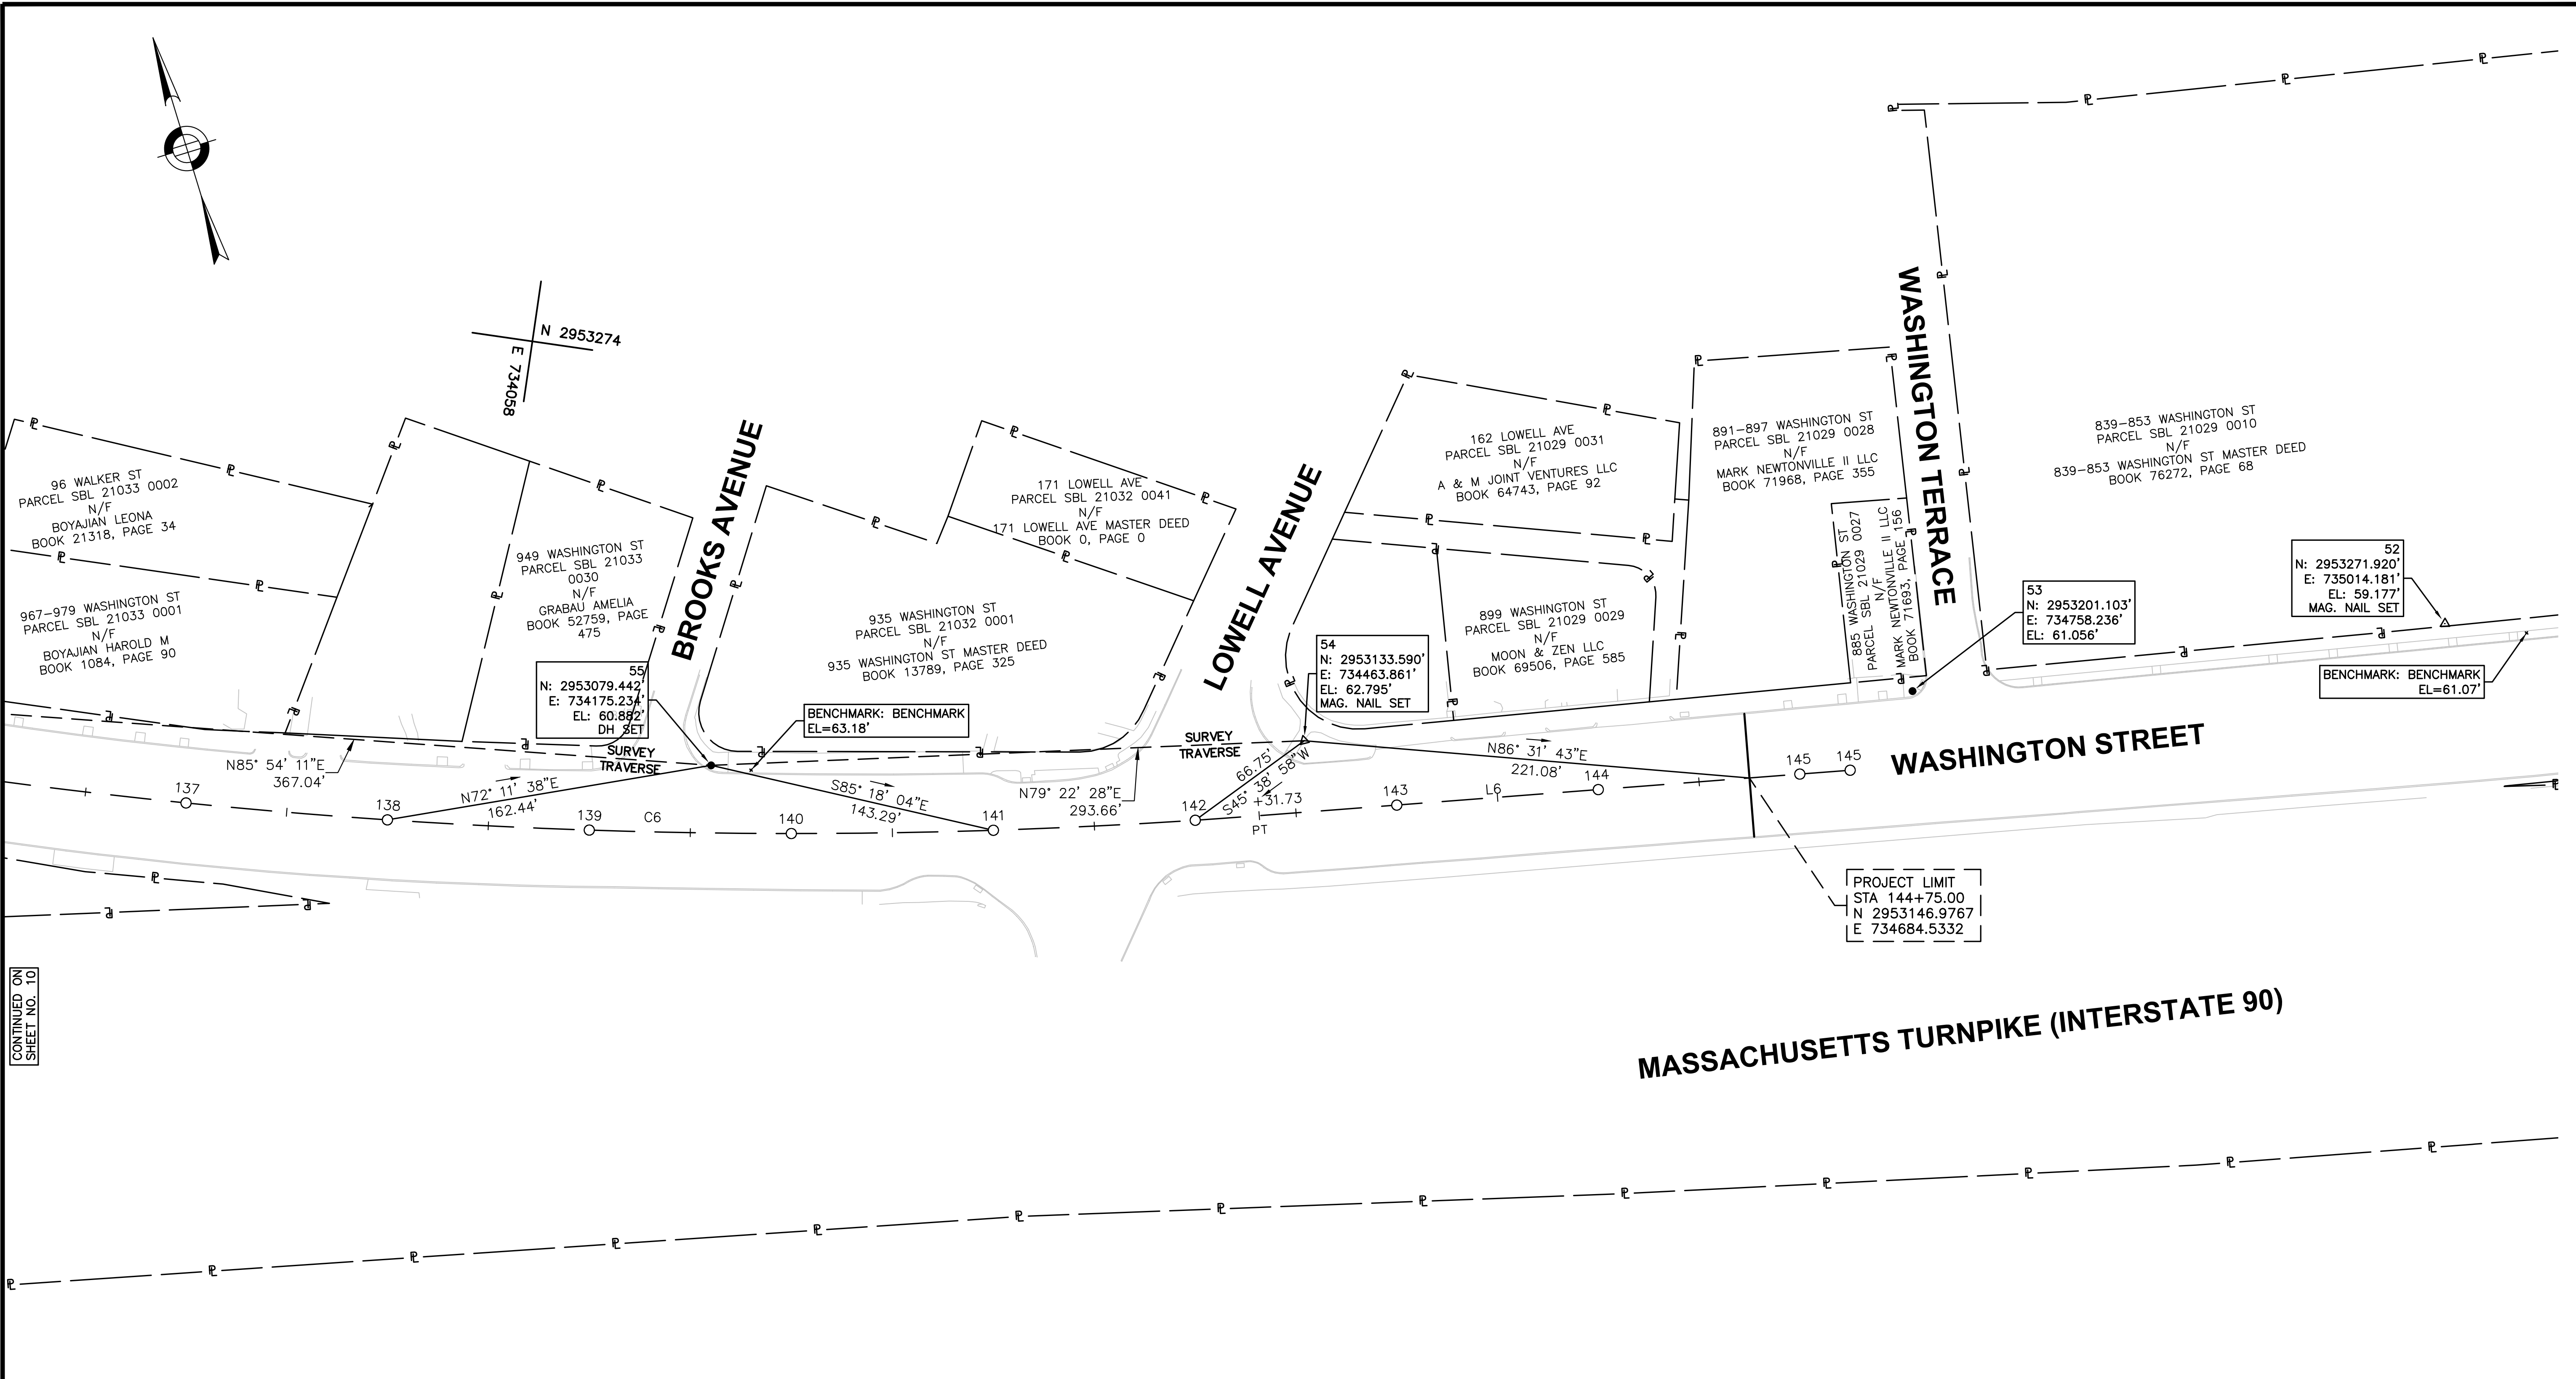 N 2953274
E 734058
96 WALKER ST
PARCEL SBL 21033 0002
N/F
BOYAJIAN LEONA
BOOK 21318, PAGE 34
967-979 WASHINGTON ST
PARCEL SBL 21033 0001
N/F
BOYAJIAN HAROLD M
BOOK 1084, PAGE 90
949 WASHINGTON ST
PARCEL SBL 21033
0030
N/F
GRABAU AMELIA
BOOK 52759, PAGE
475
BROOKS AVENUE
935 WASHINGTON ST
PARCEL SBL 21032 0001
N/F
935 WASHINGTON ST MASTER DEED
BOOK 13789, PAGE 325
171 LOWELL AVE
PARCEL SBL 21032 0041
N/F
171 LOWELL AVE MASTER DEED
BOOK 0, PAGE 0
LOWELL AVENUE
162 LOWELL AVE
PARCEL SBL 21029 0031
N/F
A & M JOINT VENTURES LLC
BOOK 64743, PAGE 92
899 WASHINGTON ST
PARCEL SBL 21029 0029
N/F
MOON & ZEN LLC
BOOK 69506, PAGE 585
891-897 WASHINGTON ST
PARCEL SBL 21029 0028
N/F
MARK NEWTONVILLE II LLC
BOOK 71968, PAGE 355
885 WASHINGTON ST
PARCEL SBL 21029 0027
N/F
MARK NEWTONVILLE II LLC
BOOK 71693, PAGE 156
WASHINGTON TERRACE
839-853 WASHINGTON ST
PARCEL SBL 21029 0010
N/F
839-853 WASHINGTON ST MASTER DEED
BOOK 76272, PAGE 68
55
N: 2953079.442'
E: 734175.234'
EL: 60.882'
DH SET
BENCHMARK: BENCHMARK
EL=63.18'
54
N: 2953133.590'
E: 734463.861'
EL: 62.795'
MAG. NAIL SET
53
N: 2953201.103'
E: 734758.236'
EL: 61.056'
52
N: 2953271.920'
E: 735014.181'
EL: 59.177'
MAG. NAIL SET
BENCHMARK: BENCHMARK
EL=61.07'
SURVEY
TRAVERSE
SURVEY
TRAVERSE
N85° 54' 11"E
367.04'
N72° 11' 38"E
162.44'
S85° 18' 04"E
143.29'
N79° 22' 28"E
293.66'
66.75'
S45° 38' 58"W
N86° 31' 43"E
221.08'
137
138
139
C6
140
141
142
+31.73
PT
143
L6
144
145
145
WASHINGTON STREET
PROJECT LIMIT
STA 144+75.00
N 2953146.9767
E 734684.5332
MASSACHUSETTS TURNPIKE (INTERSTATE 90)
CONTINUED ON
SHEET NO. 10